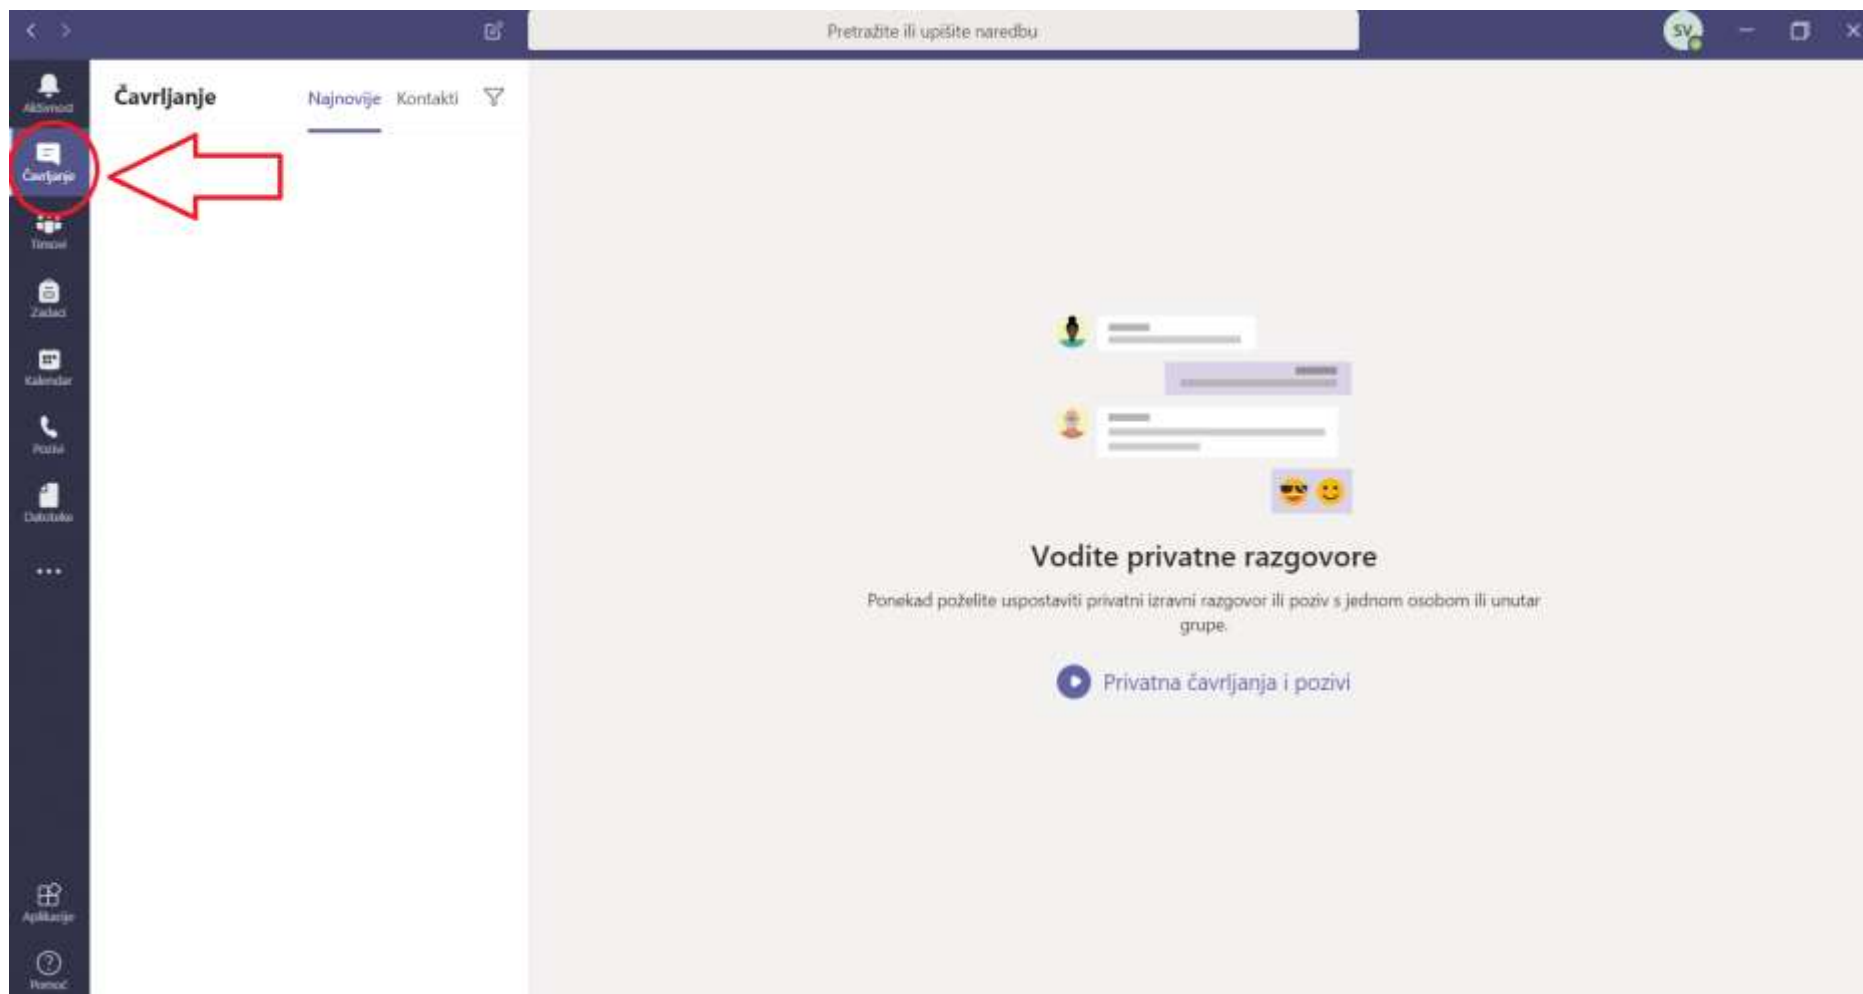 Pretražite ili upišite naredbu
SV
Aktivnost
Čavrljanje
Najnovije
Kontakti
Čavrljanje
Timovi
Zadaci
Kalendar
Pozivi
Datoteke
Vodite privatne razgovore
Ponekad poželite uspostaviti privatni izravni razgovor ili poziv s jednom osobom ili unutar
grupe.
Privatna čavrljanja i pozivi
Aplikacije
Pomoć